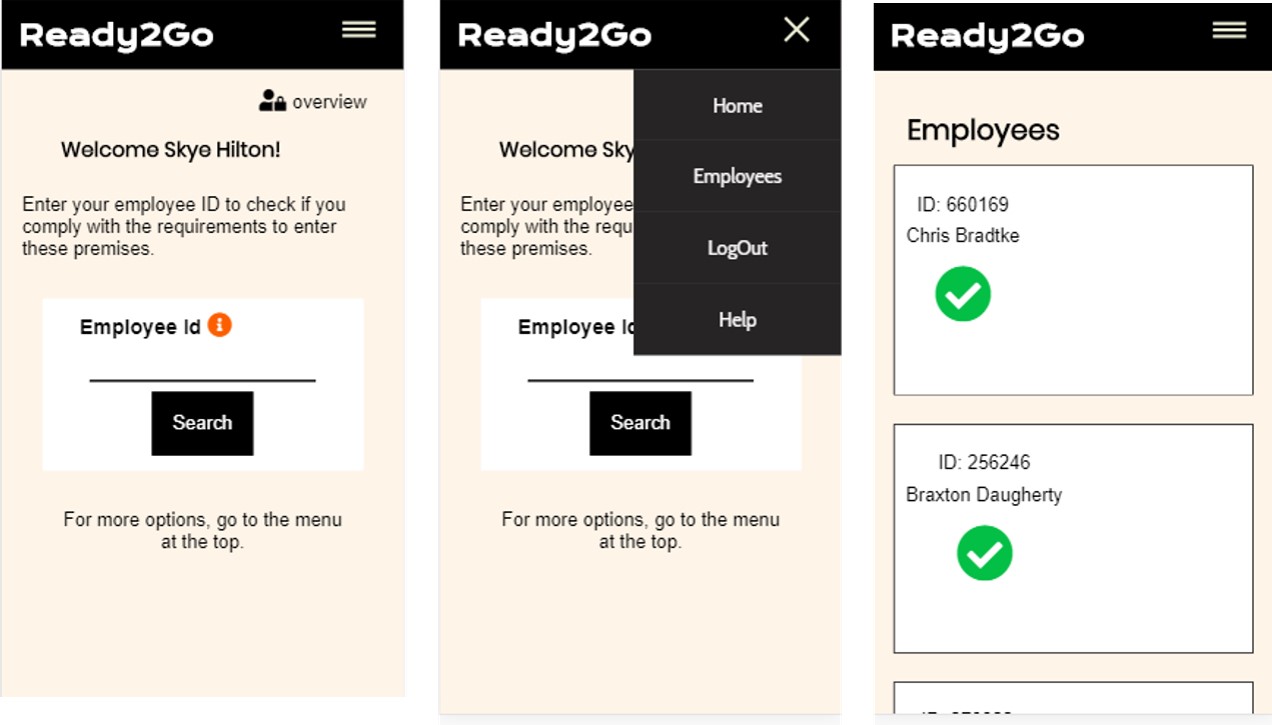 Ready2Go
overview
Welcome Skye Hilton!
Enter your employee ID to check if you
comply with the requirements to enter
these premises.
Employee Id
Search
For more options, go to the menu
at the top.
Ready2Go
Home
Employees
LogOut
Help
Welcome Sky
Enter your employee
comply with the requ
these premises.
Employee Id
Search
For more options, go to the menu
at the top.
Ready2Go
Employees
ID: 660169
Chris Bradtke
ID: 256246
Braxton Daugherty